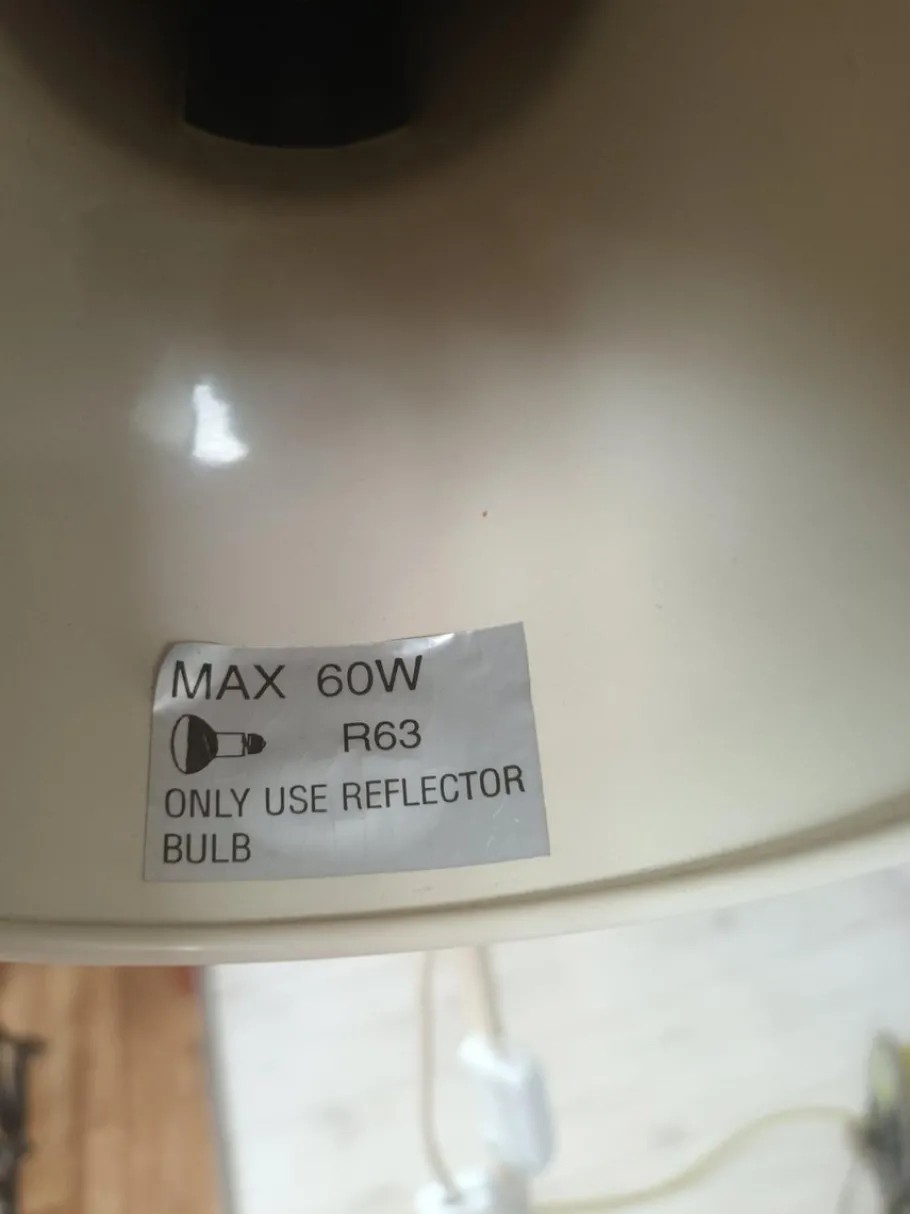 MAX 60W
R63
ONLY USE REFLECTOR
BULB